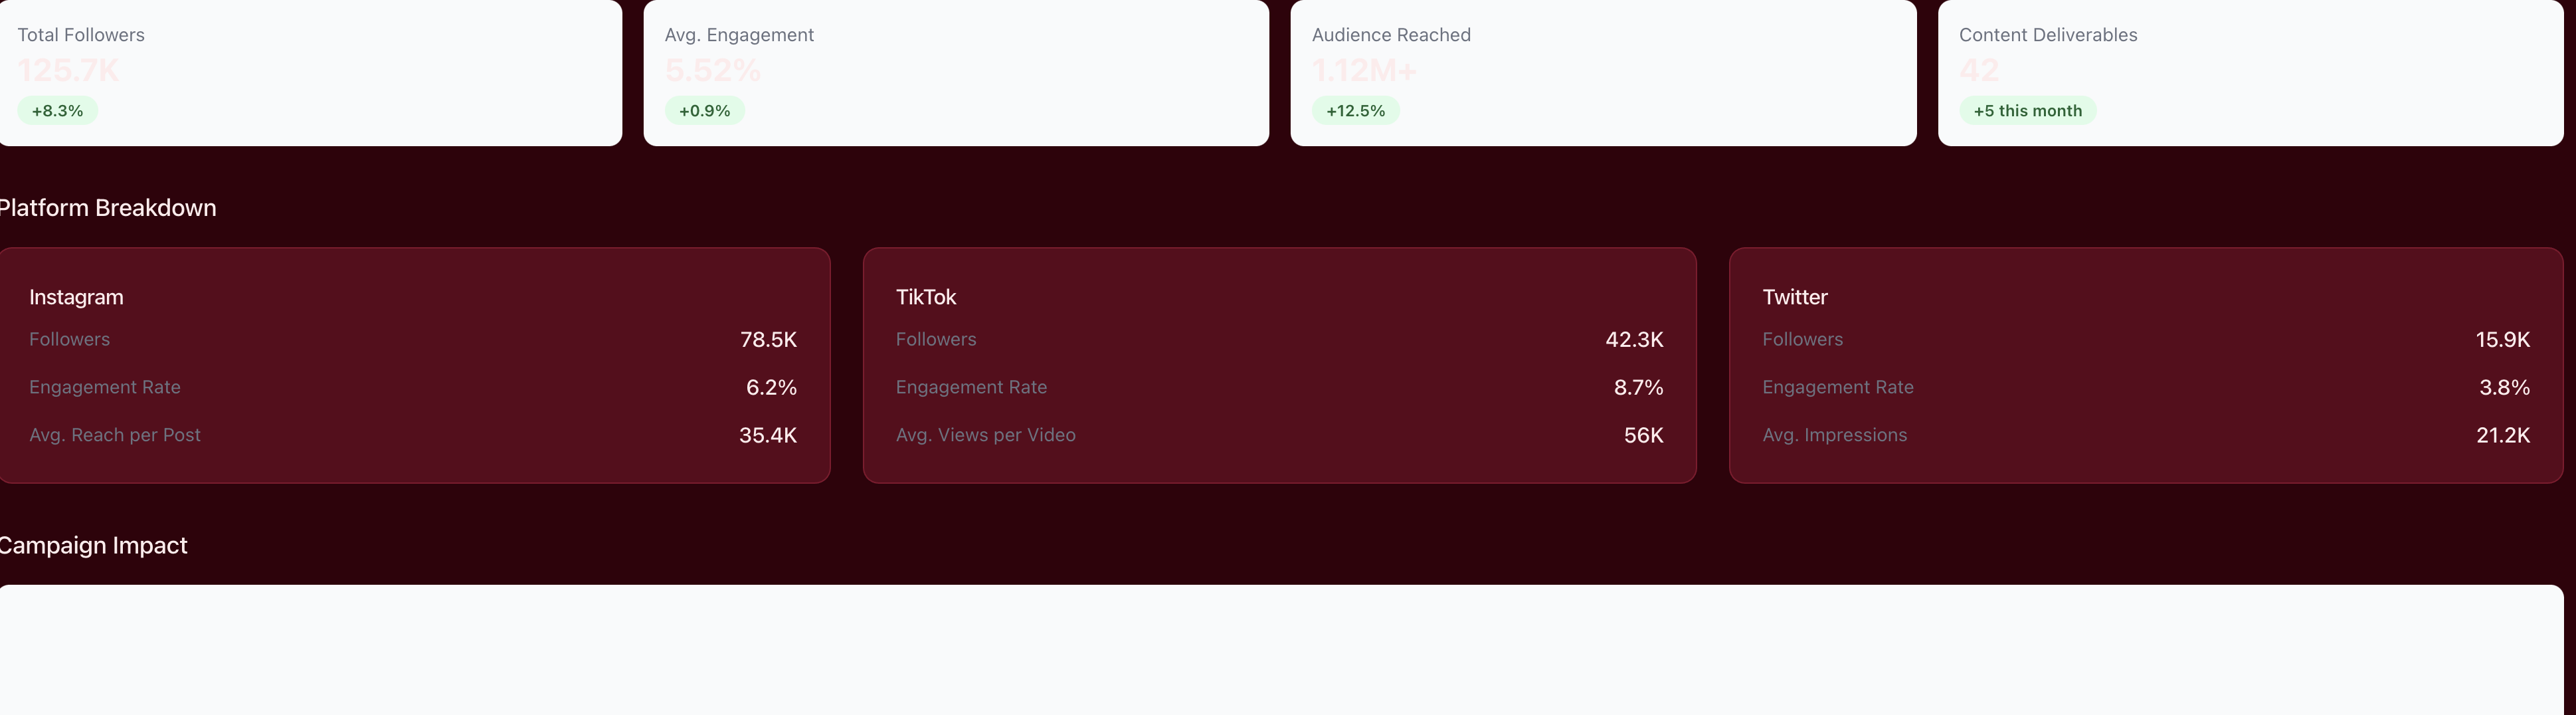 Total Followers
125.7K
+8.3%
Avg. Engagement
5.52%
+0.9%
Audience Reached
1.12M+
+12.5%
Content Deliverables
42
+5 this month
Platform Breakdown
Instagram
Followers 78.5K
Engagement Rate 6.2%
Avg. Reach per Post 35.4K
TikTok
Followers 42.3K
Engagement Rate 8.7%
Avg. Views per Video 56K
Twitter
Followers 15.9K
Engagement Rate 3.8%
Avg. Impressions 21.2K
Campaign Impact